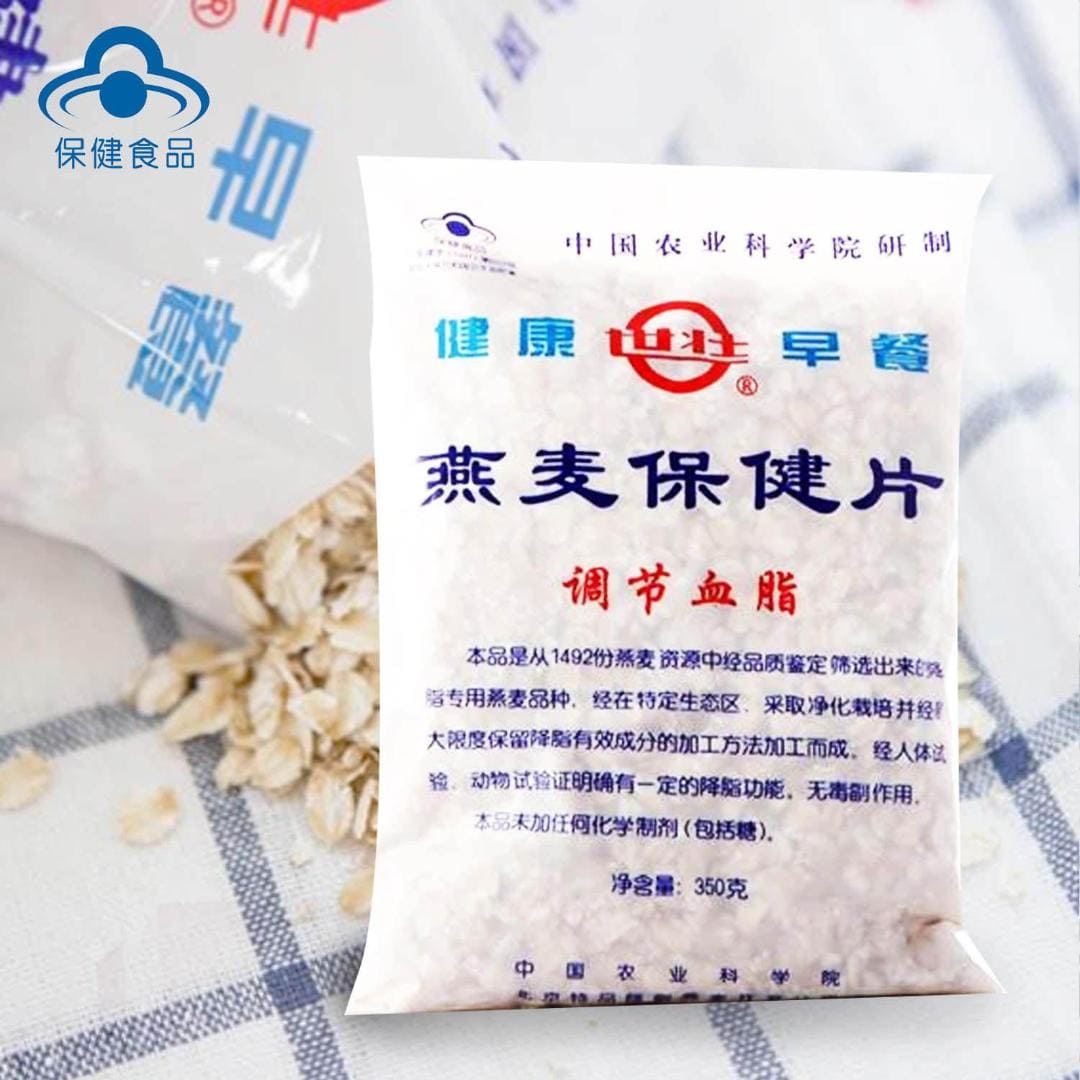 保健食品
早
餐
保健食品
中国农业科学院研制
健康 世壮 早餐
®
燕麦保健片
调节血脂
本品是从1492份燕麦资源中经品质鉴定筛选出来的降
脂专用燕麦品种，经在特定生态区、采取净化栽培并经
大限度保留降脂有效成分的加工方法加工而成。经人体试
验、动物试验证明确有一定的降脂功能。无毒副作用。
本品未加任何化学制剂(包括糖)。
净含量：350克
中国农业科学院